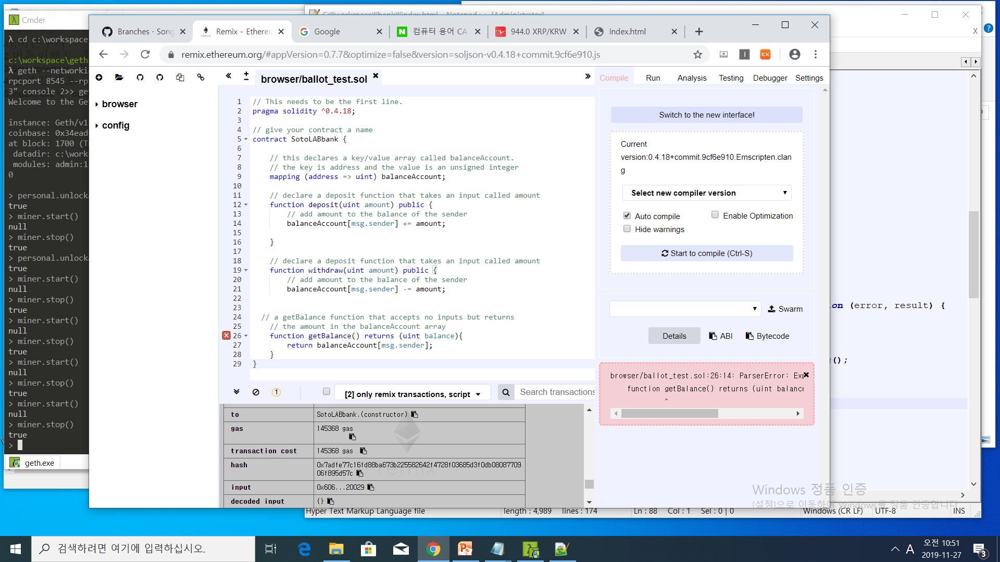 Cmder
C:\workspace\bank\index.html - Notepad++ [Administrator]
Branches · Song
Remix - Ethereu
Google
컴퓨터 용어 CA
944.0 XRP/KRW
index.html
remix.ethereum.org/#appVersion=0.7.7&optimize=false&version=soljson-v0.4.18+commit.9cf6e910.js
λ cd c:\workspace
c:\workspace\geth
λ geth --networki
rpcport 8545 --rp
3" console 2>> ge
Welcome to the Ge
instance: Geth/v1
coinbase: 0x34ead
at block: 1700 (T
datadir: c:\work
modules: admin:1
0
> personal.unlock
true
> miner.start()
null
> miner.stop()
true
> personal.unlock
true
> miner.start()
null
> miner.stop()
true
> miner.start()
null
> miner.stop()
true
> miner.start()
null
> miner.stop()
true
> miner.start()
null
> miner.stop()
true
>
geth.exe
browser
config
browser/ballot_test.sol
1 // This needs to be the first line.
2 pragma solidity ^0.4.18;
3
4 // give your contract a name
5 contract SotoLABbank {
6
7 // this declares a key/value array called balanceAccount.
8 // the key is address and the value is an unsigned integer
9 mapping (address => uint) balanceAccount;
10
11 // declare a deposit function that takes an input called amount
12 function deposit(uint amount) public {
13 // add amount to the balance of the sender
14 balanceAccount[msg.sender] += amount;
15
16 }
17
18 // declare a deposit function that takes an input called amount
19 function withdraw(uint amount) public {
20 // add amount to the balance of the sender
21 balanceAccount[msg.sender] -= amount;
22
23
24 // a getBalance function that accepts no inputs but returns
25 // the amount in the balanceAccount array
26 function getBalance() returns (uint balance){
27 return balanceAccount[msg.sender];
28 }
29 }
1
[2] only remix transactions, script
Search transactions
to SotoLABbank.(constructor)
gas 145368 gas
transaction cost 145368 gas
hash 0x7adfe77c16fd88ba673b225582642f4728f03685d3f0db08087709
06f895d57c
input 0x606...20029
decoded input {}
remix
Compile Run Analysis Testing Debugger Settings
Switch to the new interface!
Current
version:0.4.18+commit.9cf6e910.Emscripten.clan
g
Select new compiler version
Auto compile
Enable Optimization
Hide warnings
Start to compile (Ctrl-S)
Swarm
Details
ABI
Bytecode
browser/ballot_test.sol:26:14: ParserError: Exp
function getBalance() returns (uint balance
^
on (error, result) {
();
Windows 정품 인증
[설정]으로 이동하여 Windows를 정품 인증합니다.
Hyper Text Markup Language file
length : 4,989 lines : 174
Ln : 88 Col : 1 Sel : 0 | 0
Windows (CR LF)
UTF-8
INS
검색하려면 여기에 입력하십시오.
A
오전 10:51
2019-11-27
3